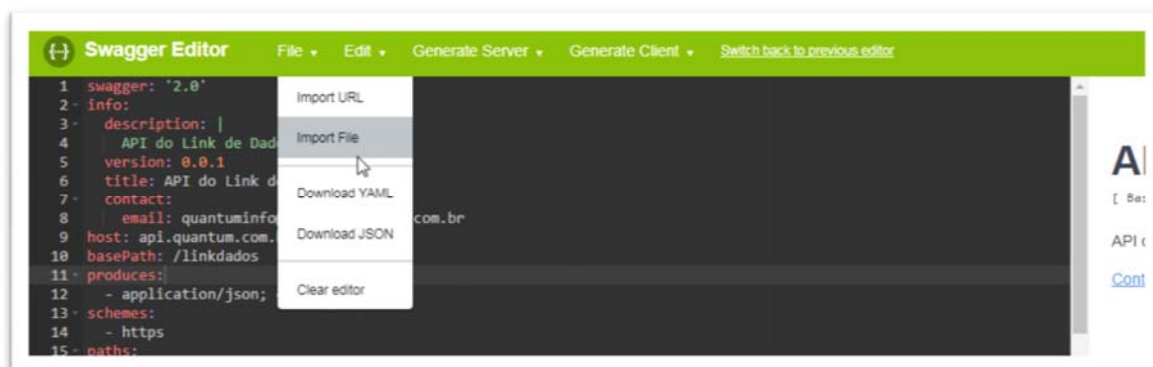 Swagger Editor File Edit Generate Server Generate Client Switch back to previous editor
Import URL
Import File
Download YAML
Download JSON
Clear editor
1 swagger: '2.0'
2 info:
3 description: |
4 API do Link de Dad
5 version: 0.0.1
6 title: API do Link d
7 contact:
8 email: quantuminfo com.br
9 host: api.quantum.com.
10 basePath: /linkdados
11 produces:
12 - application/json;
13 schemes:
14 - https
15 paths:
[ Bas
API
Cont